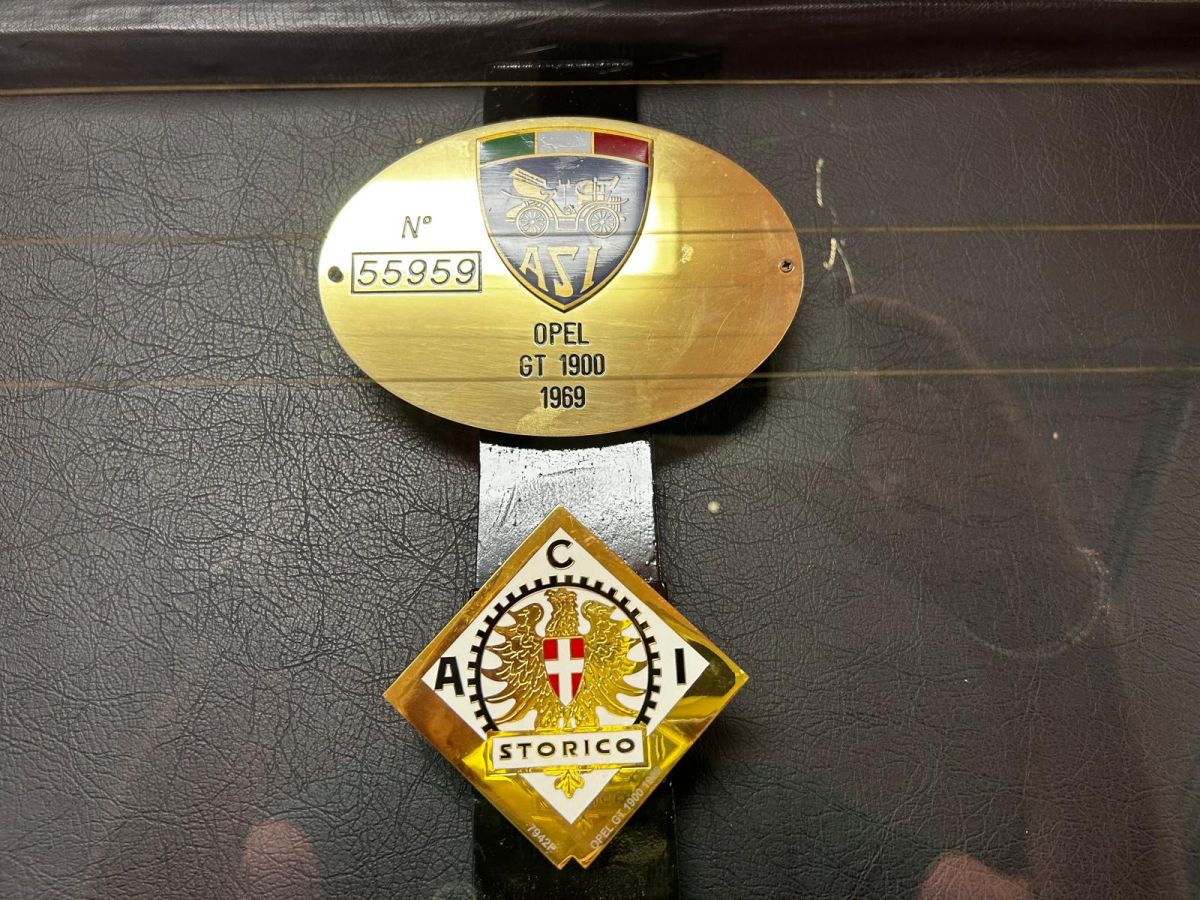 N°
55959
ASI
OPEL
GT 1900
1969
C
A I
STORICO
7942P
OPEL GT 1900